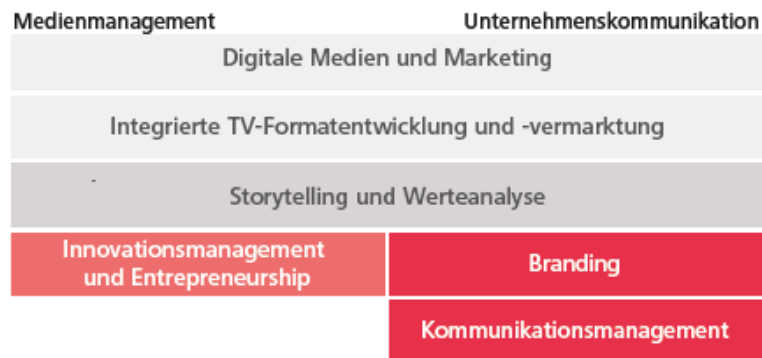 Medienmanagement Unternehmenskommunikation
Digitale Medien und Marketing
Integrierte TV-Formatentwicklung und -vermarktung
Storytelling und Werteanalyse
Innovationsmanagement
und Entrepreneurship
Branding
Kommunikationsmanagement